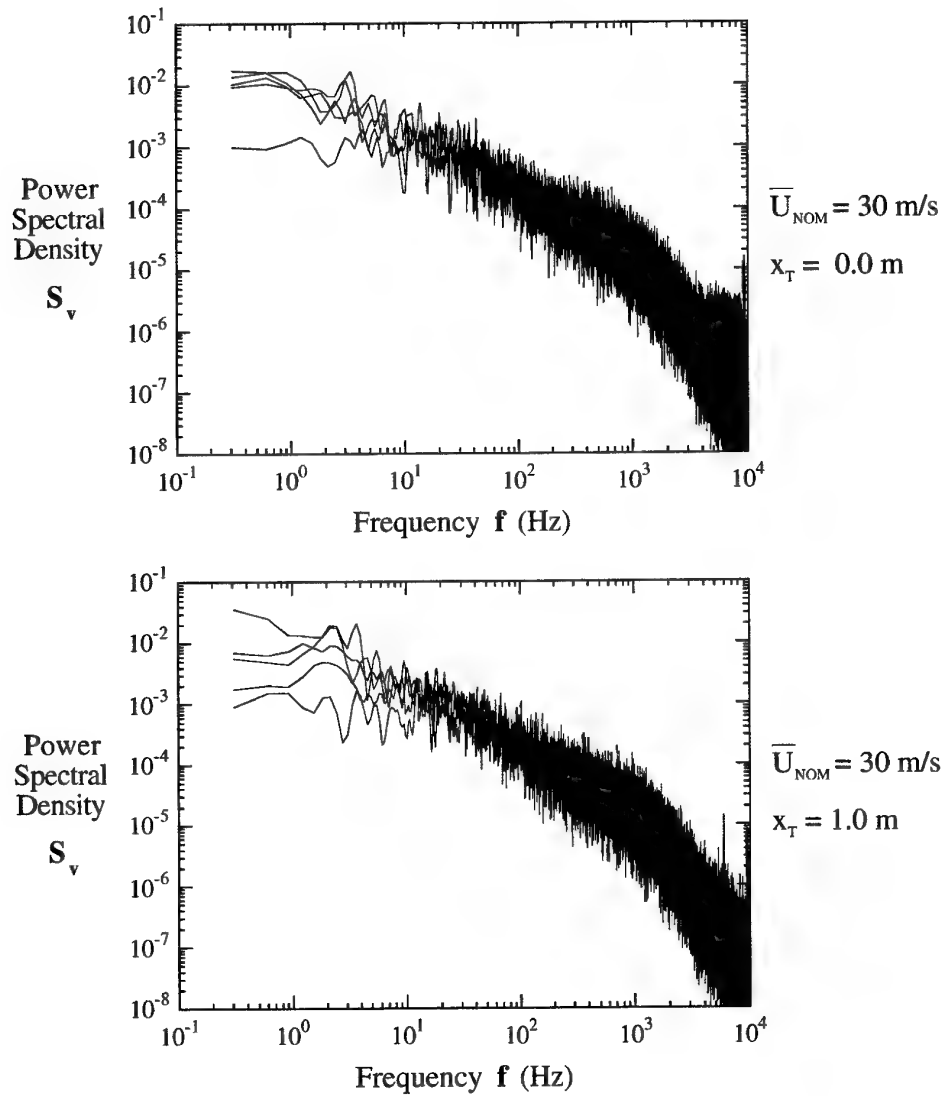 10^-1
10^-2
10^-3
10^-4
10^-5
10^-6
10^-7
10^-8
Power
Spectral
Density
S_v
10^-1 10^0 10^1 10^2 10^3 10^4
Frequency f (Hz)
U̅_NOM = 30 m/s
x_T = 0.0 m
10^-1
10^-2
10^-3
10^-4
10^-5
10^-6
10^-7
10^-8
Power
Spectral
Density
S_v
10^-1 10^0 10^1 10^2 10^3 10^4
Frequency f (Hz)
U̅_NOM = 30 m/s
x_T = 1.0 m